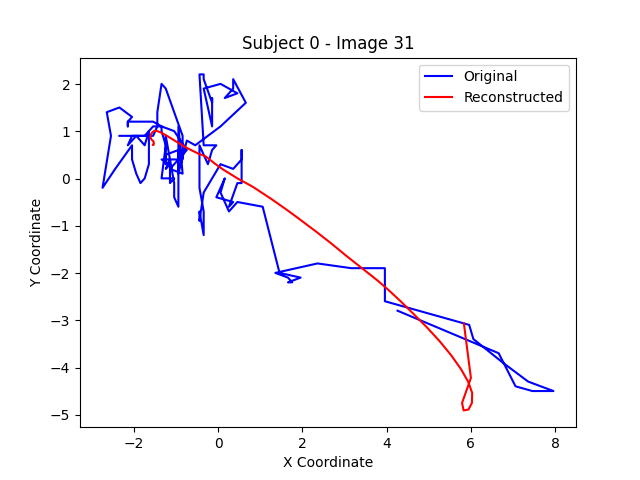 Subject 0 - Image 31
Original
Reconstructed
2
1
0
−1
−2
−3
−4
−5
Y Coordinate
−2
0
2
4
6
8
X Coordinate